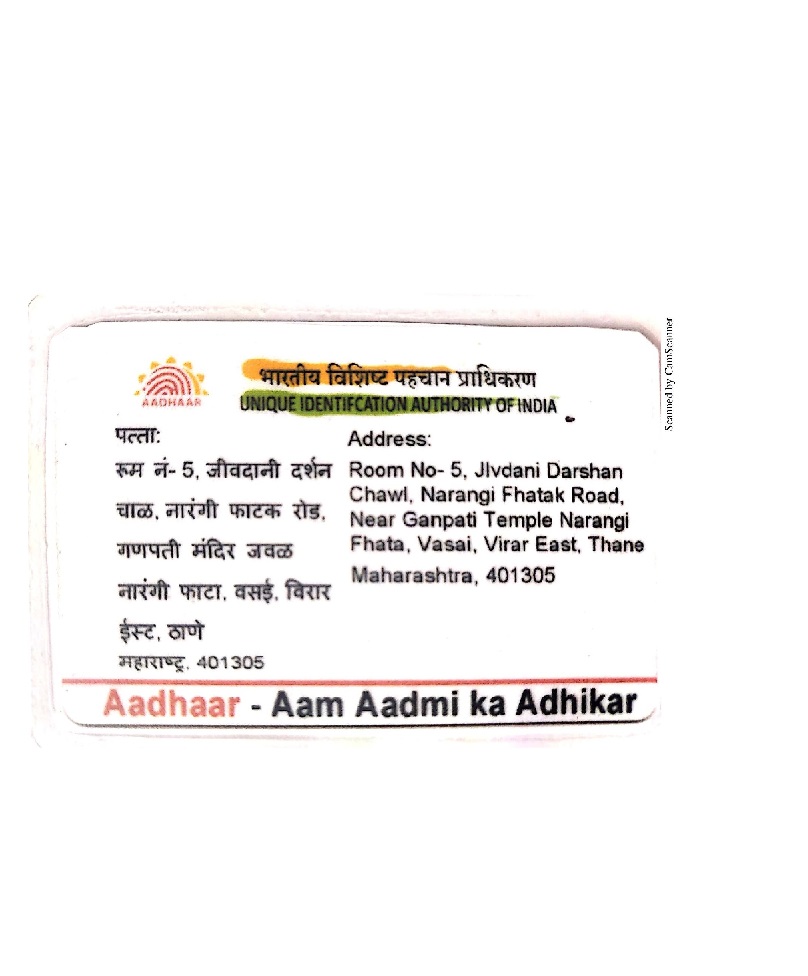 भारतीय विशिष्ट पहचान प्राधिकरण
UNIQUE IDENTIFCATION AUTHORITY OF INDIA
AADHAAR
पत्ता:
रूम नं- 5, जीवदानी दर्शन
चाळ, नारंगी फाटक रोड,
गणपती मंदिर जवळ
नारंगी फाटा, वसई, विरार
ईस्ट, ठाणे
महाराष्ट्र, 401305
Address:
Room No- 5, JIvdani Darshan
Chawl, Narangi Fhatak Road,
Near Ganpati Temple Narangi
Fhata, Vasai, Virar East, Thane
Maharashtra, 401305
Aadhaar - Aam Aadmi ka Adhikar
Scanned by CamScanner